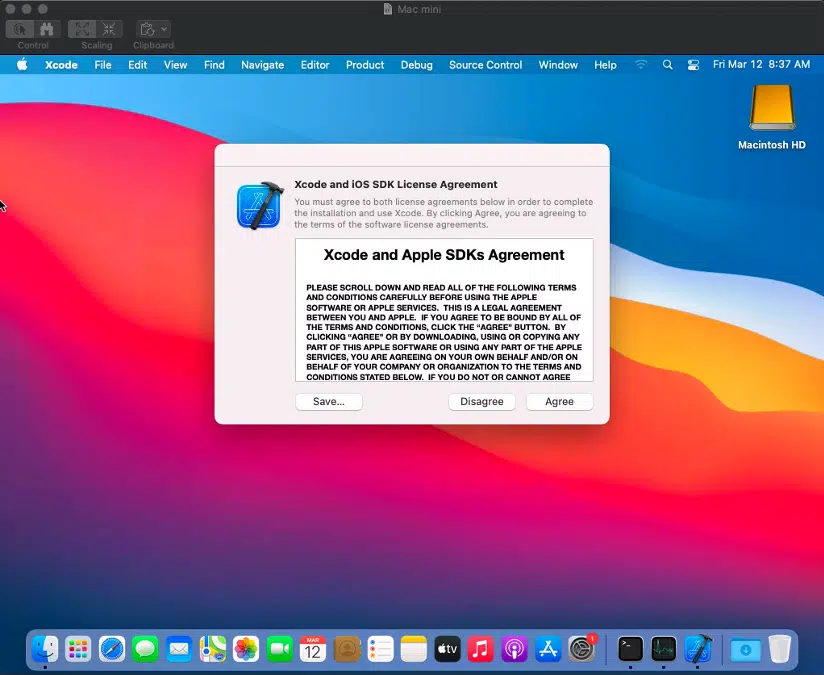 Mac mini
Control
Scaling
Clipboard
Xcode File Edit View Find Navigate Editor Product Debug Source Control Window Help Fri Mar 12 8:37 AM
Macintosh HD
Xcode and iOS SDK License Agreement
You must agree to both license agreements below in order to complete
the installation and use Xcode. By clicking Agree, you are agreeing to
the terms of the software license agreements.
Xcode and Apple SDKs Agreement
PLEASE SCROLL DOWN AND READ ALL OF THE FOLLOWING TERMS
AND CONDITIONS CAREFULLY BEFORE USING THE APPLE
SOFTWARE OR APPLE SERVICES. THIS IS A LEGAL AGREEMENT
BETWEEN YOU AND APPLE. IF YOU AGREE TO BE BOUND BY ALL OF
THE TERMS AND CONDITIONS, CLICK THE “AGREE” BUTTON. BY
CLICKING “AGREE” OR BY DOWNLOADING, USING OR COPYING ANY
PART OF THIS APPLE SOFTWARE OR USING ANY PART OF THE APPLE
SERVICES, YOU ARE AGREEING ON YOUR OWN BEHALF AND/OR ON
BEHALF OF YOUR COMPANY OR ORGANIZATION TO THE TERMS AND
CONDITIONS STATED BELOW. IF YOU DO NOT OR CANNOT AGREE
Save... Disagree Agree
MAR
12
tv
1